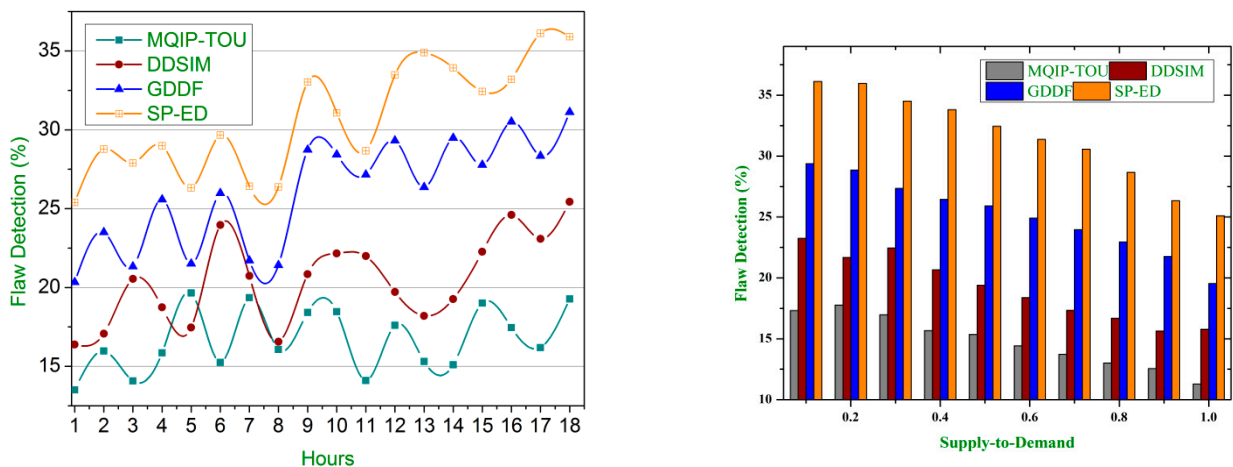 Flaw Detection (%)
35
30
25
20
15
MQIP-TOU
DDSIM
GDDF
SP-ED
1 2 3 4 5 6 7 8 9 10 11 12 13 14 15 16 17 18
Hours
Flaw Detection (%)
35
30
25
20
15
10
MQIP-TOU DDSIM
GDDF SP-ED
0.2 0.4 0.6 0.8 1.0
Supply-to-Demand